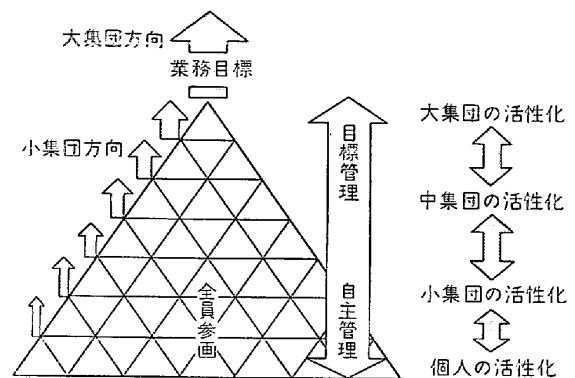 大集団方向
業務目標
小集団方向
全員参画
目標管理
自主管理
大集団の活性化
中集団の活性化
小集団の活性化
個人の活性化